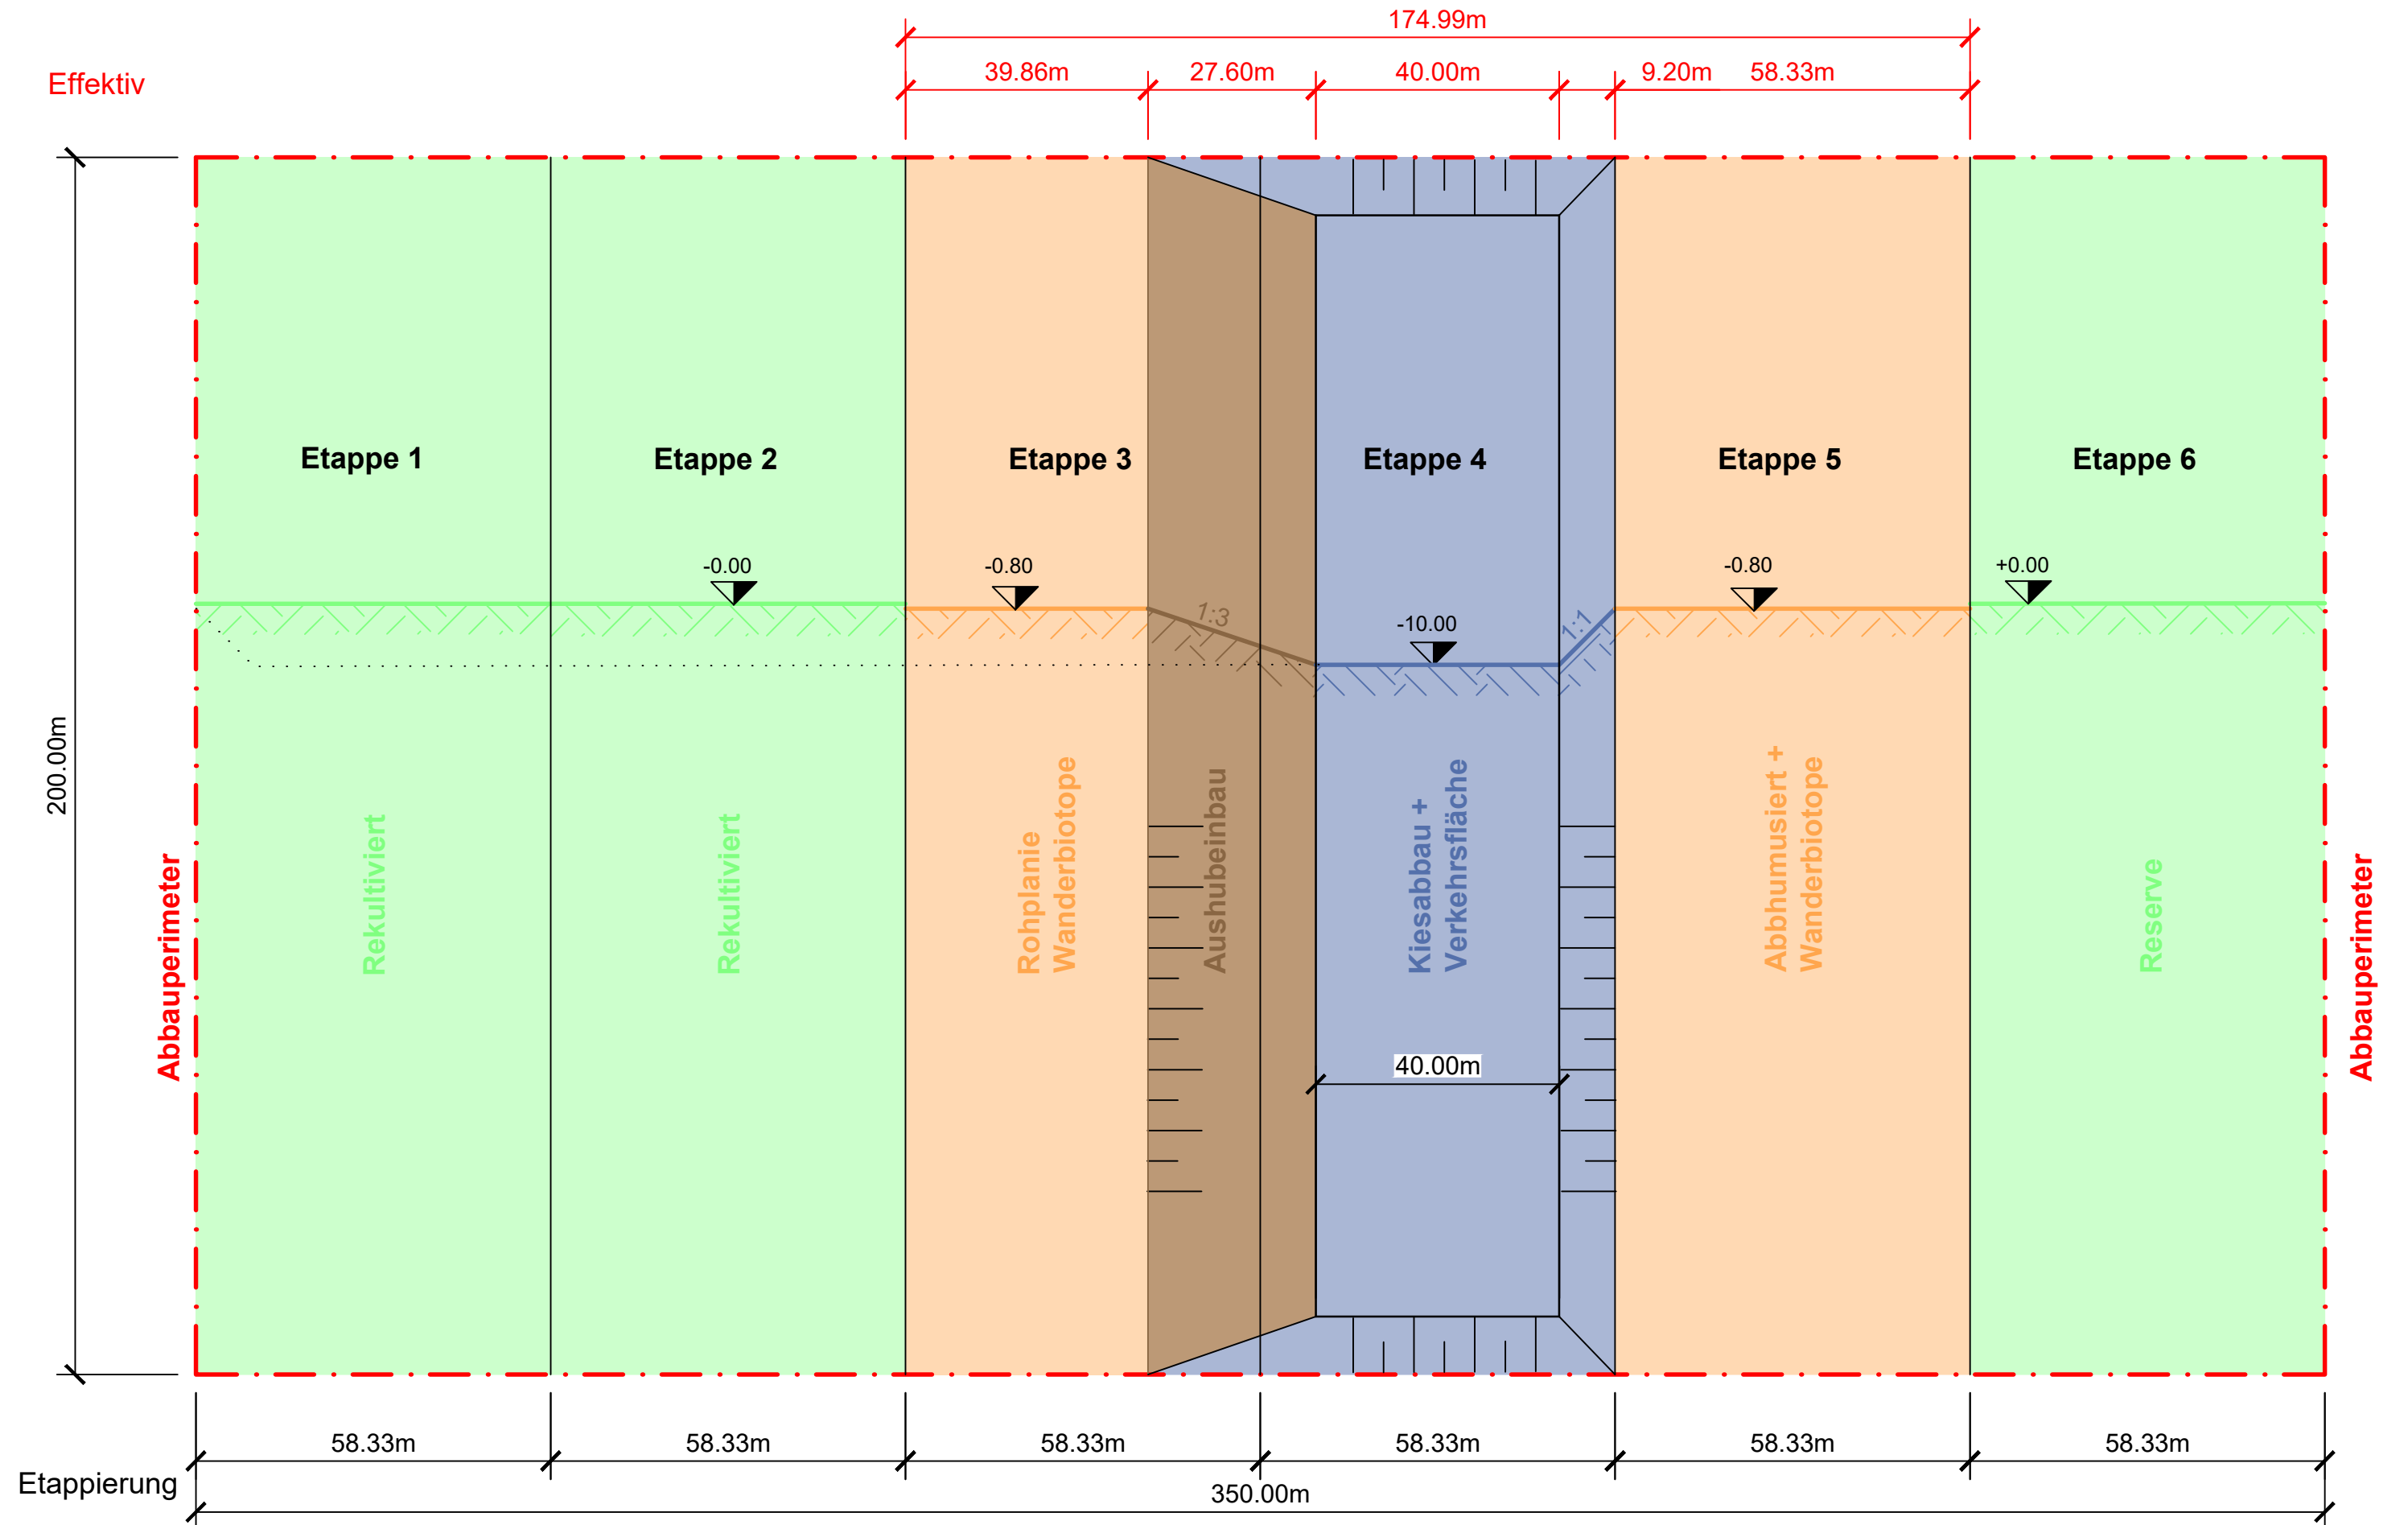 174.99m
Effektiv
39.86m 27.60m 40.00m 9.20m 58.33m
Etappe 1 Etappe 2 Etappe 3 Etappe 4 Etappe 5 Etappe 6
-0.00 -0.80 -10.00 -0.80 +0.00
1:3 1:1
200.00m
Abbauperimeter
Rekultiviert
Rekultiviert
Rohplanie
Wanderbiotope
Aushubeinbau
Kiesabbau +
Verkehrsfläche
Abbhumusiert +
Wanderbiotope
Reserve
Abbauperimeter
40.00m
58.33m 58.33m 58.33m 58.33m 58.33m 58.33m
Etappierung
350.00m